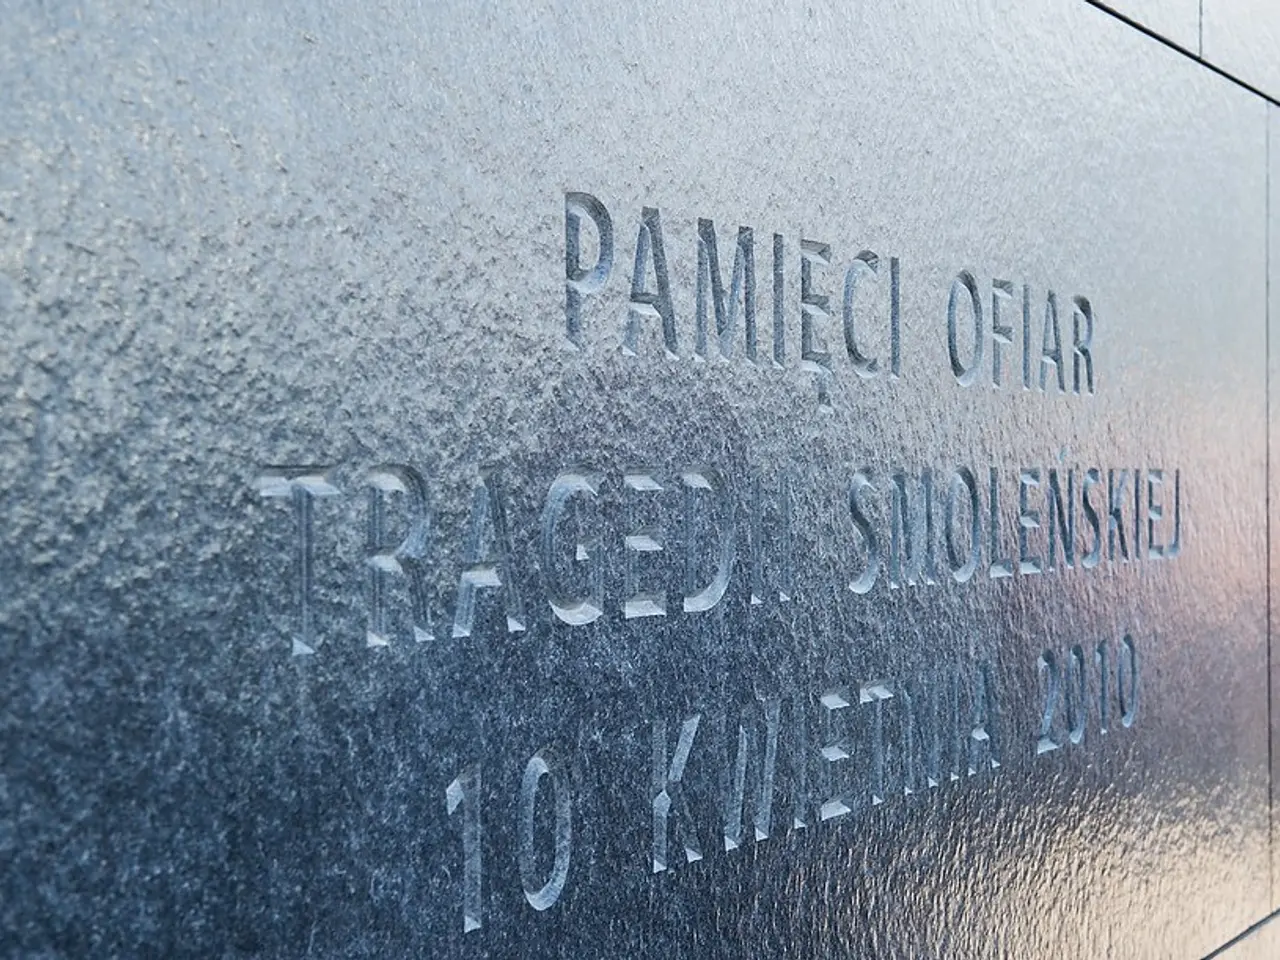 PAMIĘCI OFIAR
TRAGEDII SMOLEŃSKIEJ
10 KWIETNIA 2010